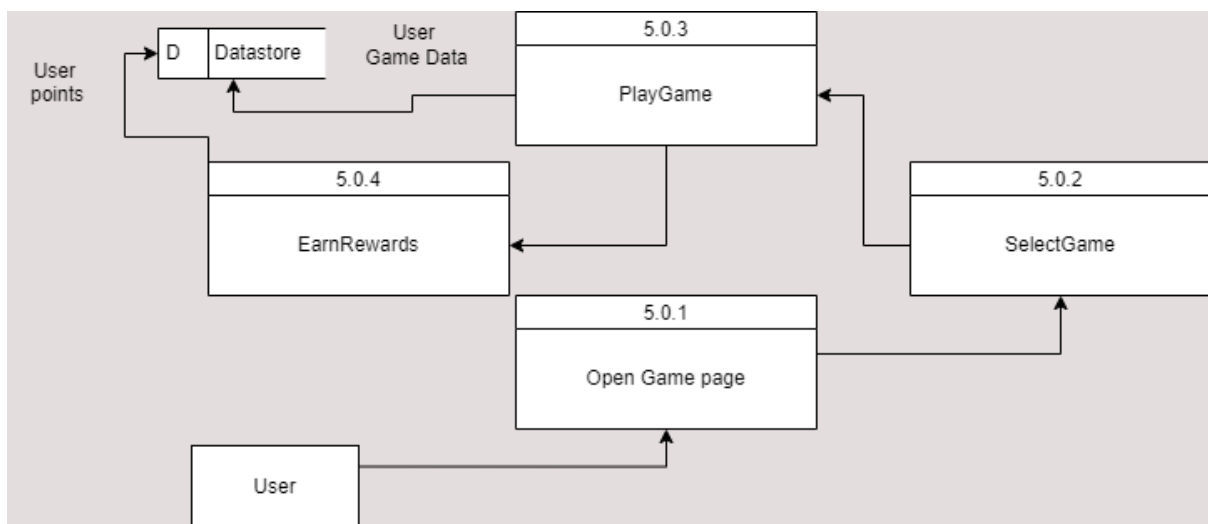 User
Game Data
5.0.3
D
Datastore
User
points
PlayGame
5.0.4
5.0.2
EarnRewards
SelectGame
5.0.1
Open Game page
User